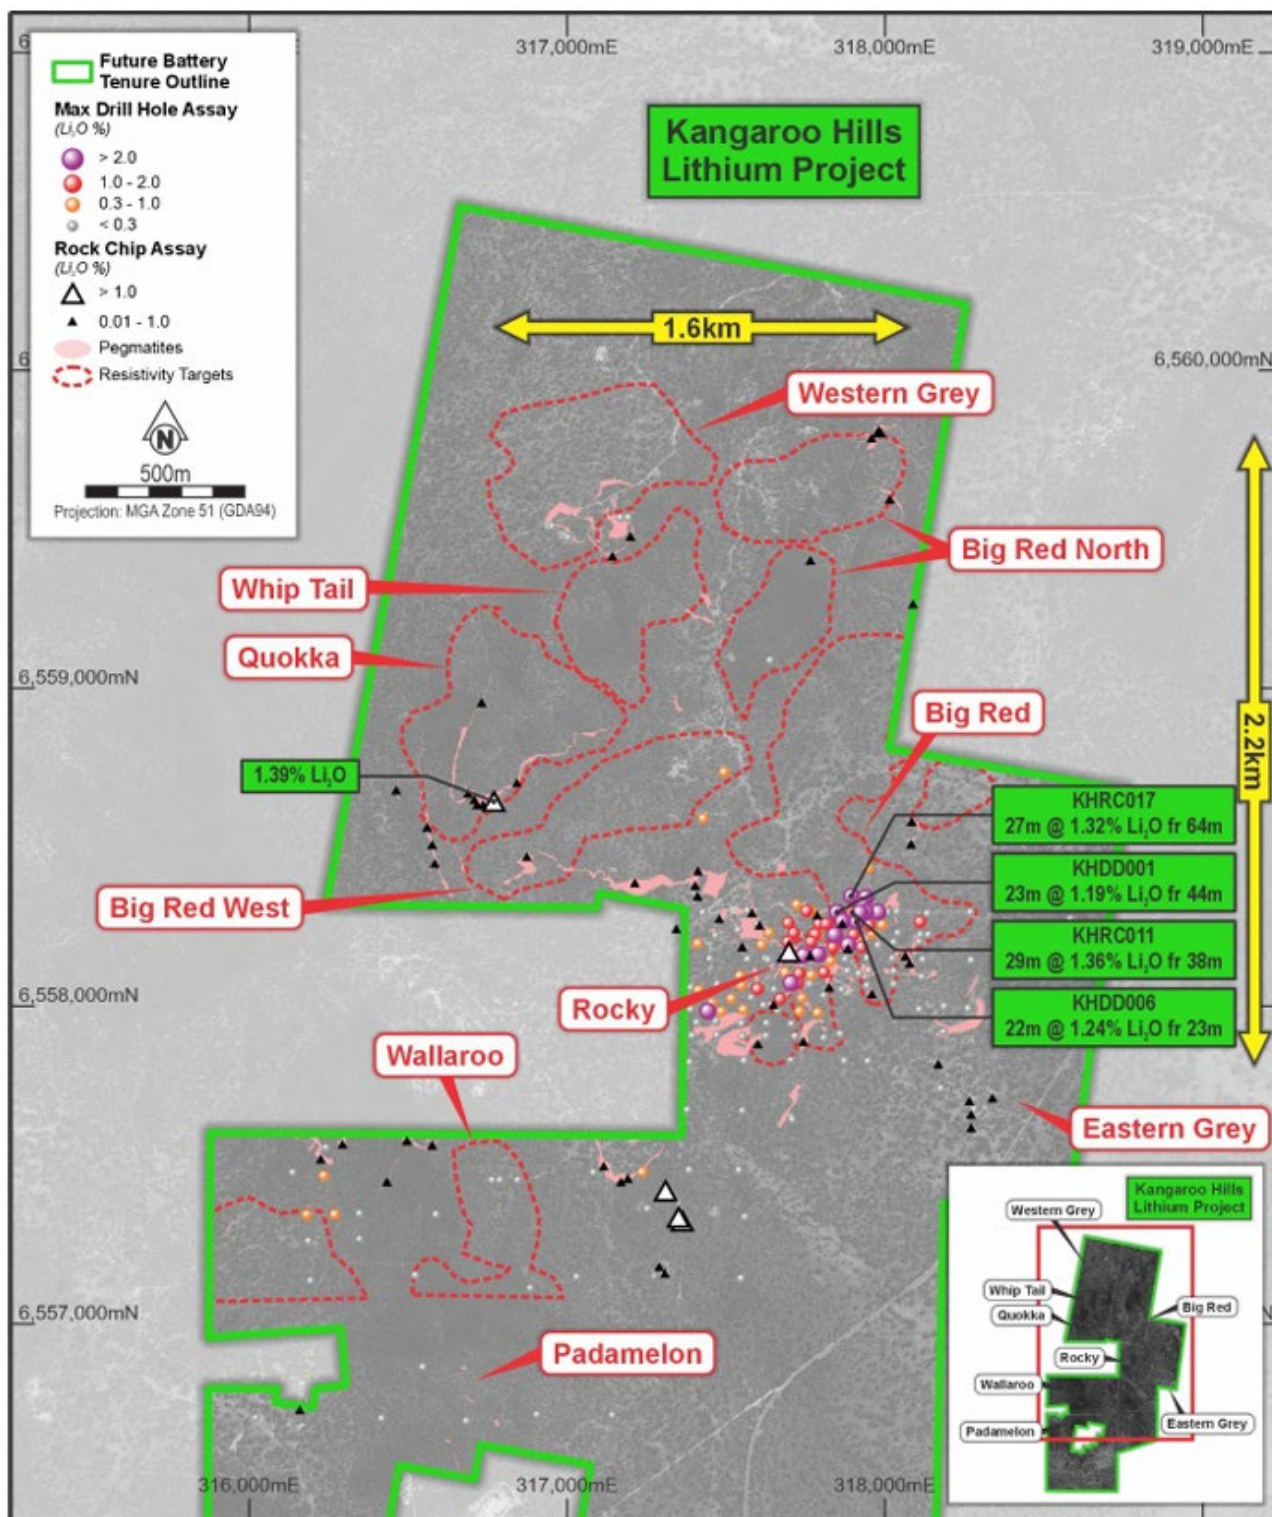 317,000mE
318,000mE
319,000mE
Future Battery
Tenure Outline
Max Drill Hole Assay
(Li₂O %)
> 2.0
1.0 - 2.0
0.3 - 1.0
< 0.3
Rock Chip Assay
(Li₂O %)
> 1.0
0.01 - 1.0
Pegmatites
Resistivity Targets
N
500m
Projection: MGA Zone 51 (GDA94)
Kangaroo Hills
Lithium Project
1.6km
6,560,000mN
Western Grey
Big Red North
Whip Tail
Quokka
6,559,000mN
Big Red
2.2km
1.39% Li₂O
KHRC017
27m @ 1.32% Li₂O fr 64m
KHDD001
23m @ 1.19% Li₂O fr 44m
KHRC011
29m @ 1.36% Li₂O fr 38m
KHDD006
22m @ 1.24% Li₂O fr 23m
Big Red West
6,558,000mN
Rocky
Wallaroo
Eastern Grey
6,557,000mN
Padamelon
316,000mE
317,000mE
318,000mE
Kangaroo Hills
Lithium Project
Western Grey
Whip Tail
Quokka
Big Red
Rocky
Wallaroo
Padamelon
Eastern Grey